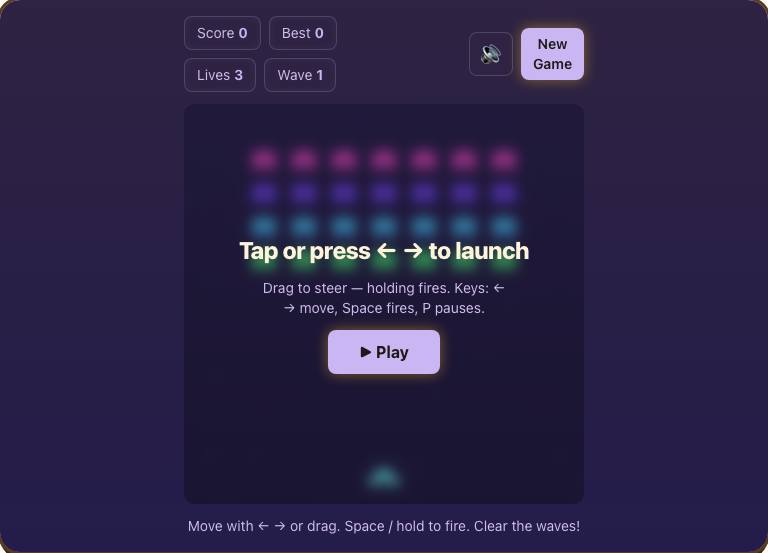 Score 0
Best 0
Lives 3
Wave 1
New
Game
Tap or press ← → to launch
Drag to steer — holding fires. Keys: ←
→ move, Space fires, P pauses.
Play
Move with ← → or drag. Space / hold to fire. Clear the waves!